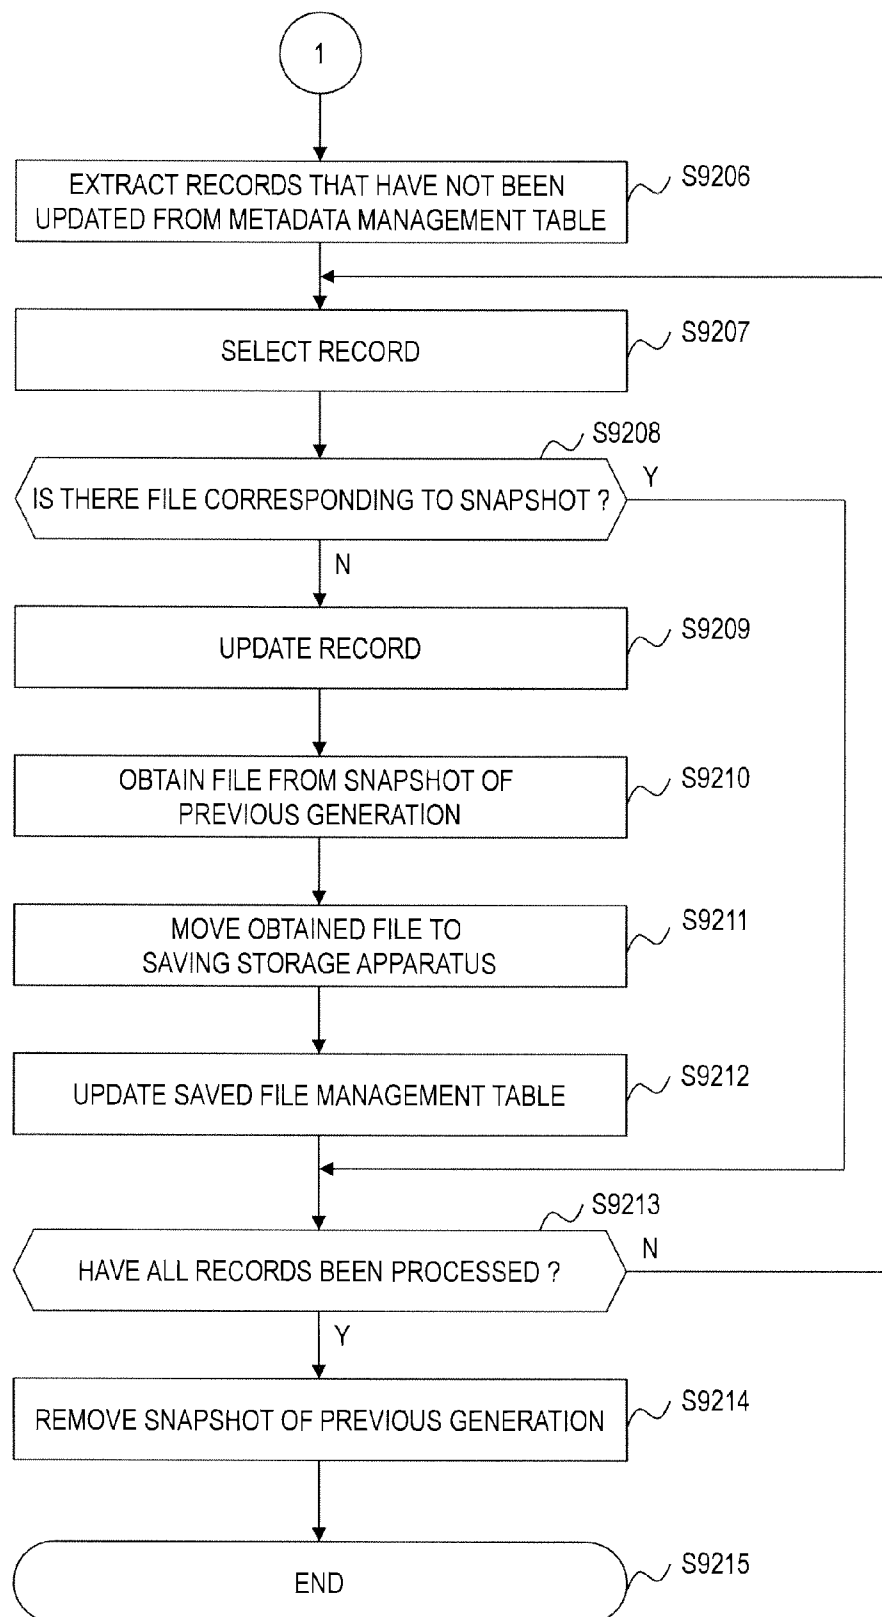 1
EXTRACT RECORDS THAT HAVE NOT BEEN
UPDATED FROM METADATA MANAGEMENT TABLE
S9206
SELECT RECORD
S9207
S9208
IS THERE FILE CORRESPONDING TO SNAPSHOT ?
Y
N
UPDATE RECORD
S9209
OBTAIN FILE FROM SNAPSHOT OF
PREVIOUS GENERATION
S9210
MOVE OBTAINED FILE TO
SAVING STORAGE APPARATUS
S9211
UPDATE SAVED FILE MANAGEMENT TABLE
S9212
S9213
HAVE ALL RECORDS BEEN PROCESSED ?
N
Y
REMOVE SNAPSHOT OF PREVIOUS GENERATION
S9214
END
S9215